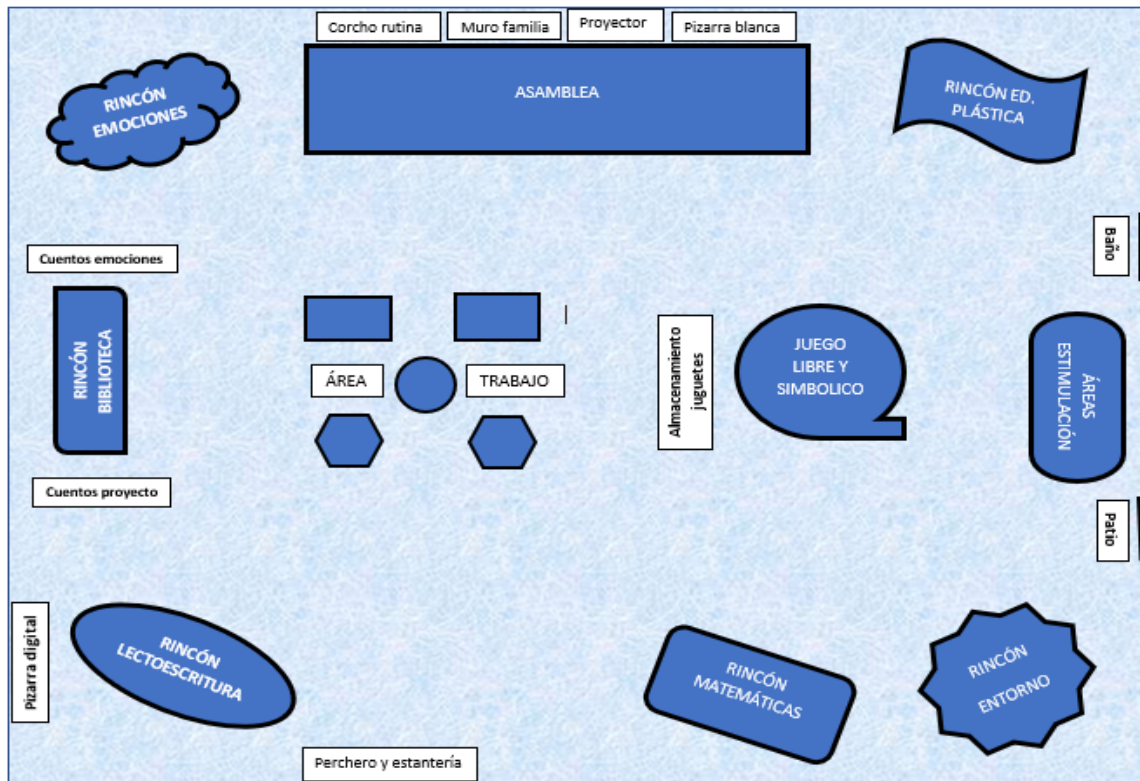 Corcho rutina
Muro familia
Proyector
Pizarra blanca
RINCÓN
EMOCIONES
ASAMBLEA
RINCÓN ED.
PLÁSTICA
Cuentos emociones
Baño
RINCÓN
BIBLIOTECA
ÁREA
TRABAJO
Almacenamiento
juguetes
JUEGO
LIBRE Y
SIMBOLICO
ÁREAS
ESTIMULACIÓN
Cuentos proyecto
Patio
Pizarra digital
RINCÓN
LECTOESCRITURA
RINCÓN
MATEMÁTICAS
RINCÓN
ENTORNO
Perchero y estantería